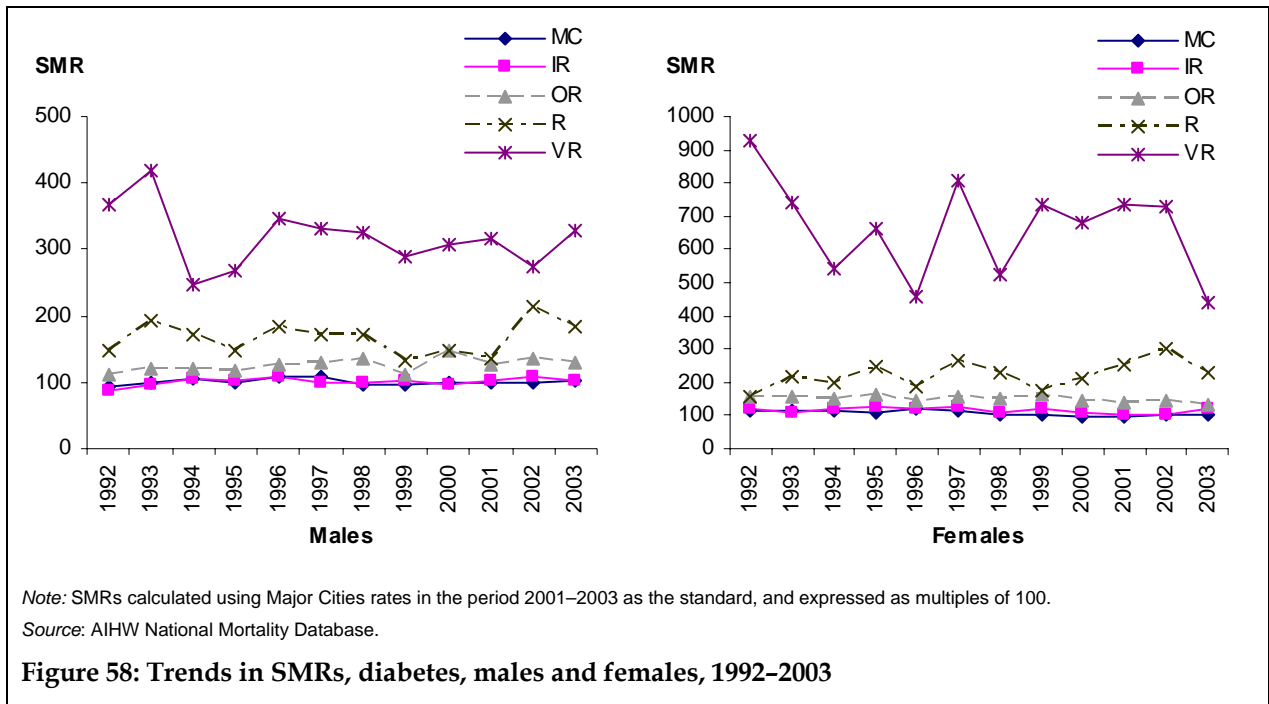 SMR
MC
IR
OR
R
VR
500
400
300
200
100
0
1992
1993
1994
1995
1996
1997
1998
1999
2000
2001
2002
2003
Males
SMR
MC
IR
OR
R
VR
1000
900
800
700
600
500
400
300
200
100
0
1992
1993
1994
1995
1996
1997
1998
1999
2000
2001
2002
2003
Females
Note: SMRs calculated using Major Cities rates in the period 2001–2003 as the standard, and expressed as multiples of 100.
Source: AIHW National Mortality Database.
Figure 58: Trends in SMRs, diabetes, males and females, 1992–2003